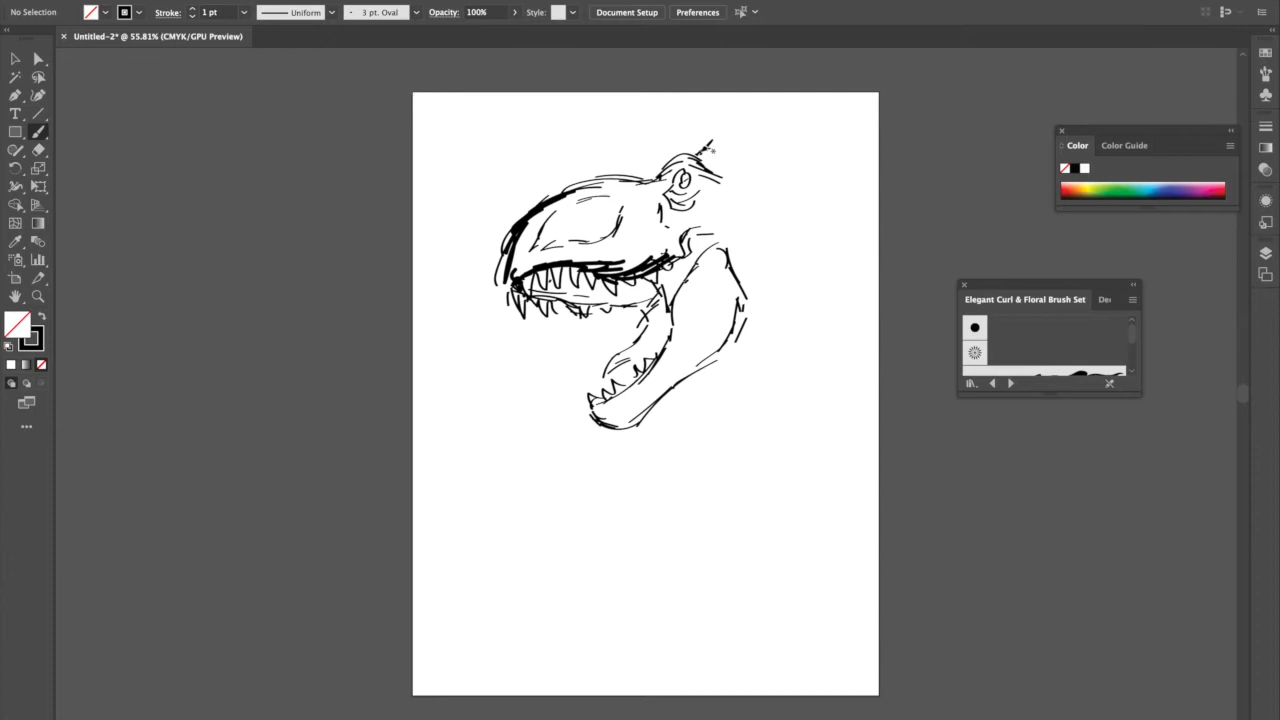 No Selection Stroke: 1 pt Uniform 3 pt. Oval Opacity: 100% Style: Document Setup Preferences
Untitled-2* @ 55.81% (CMYK/GPU Preview)
Color Color Guide
Elegant Curl & Floral Brush Set De